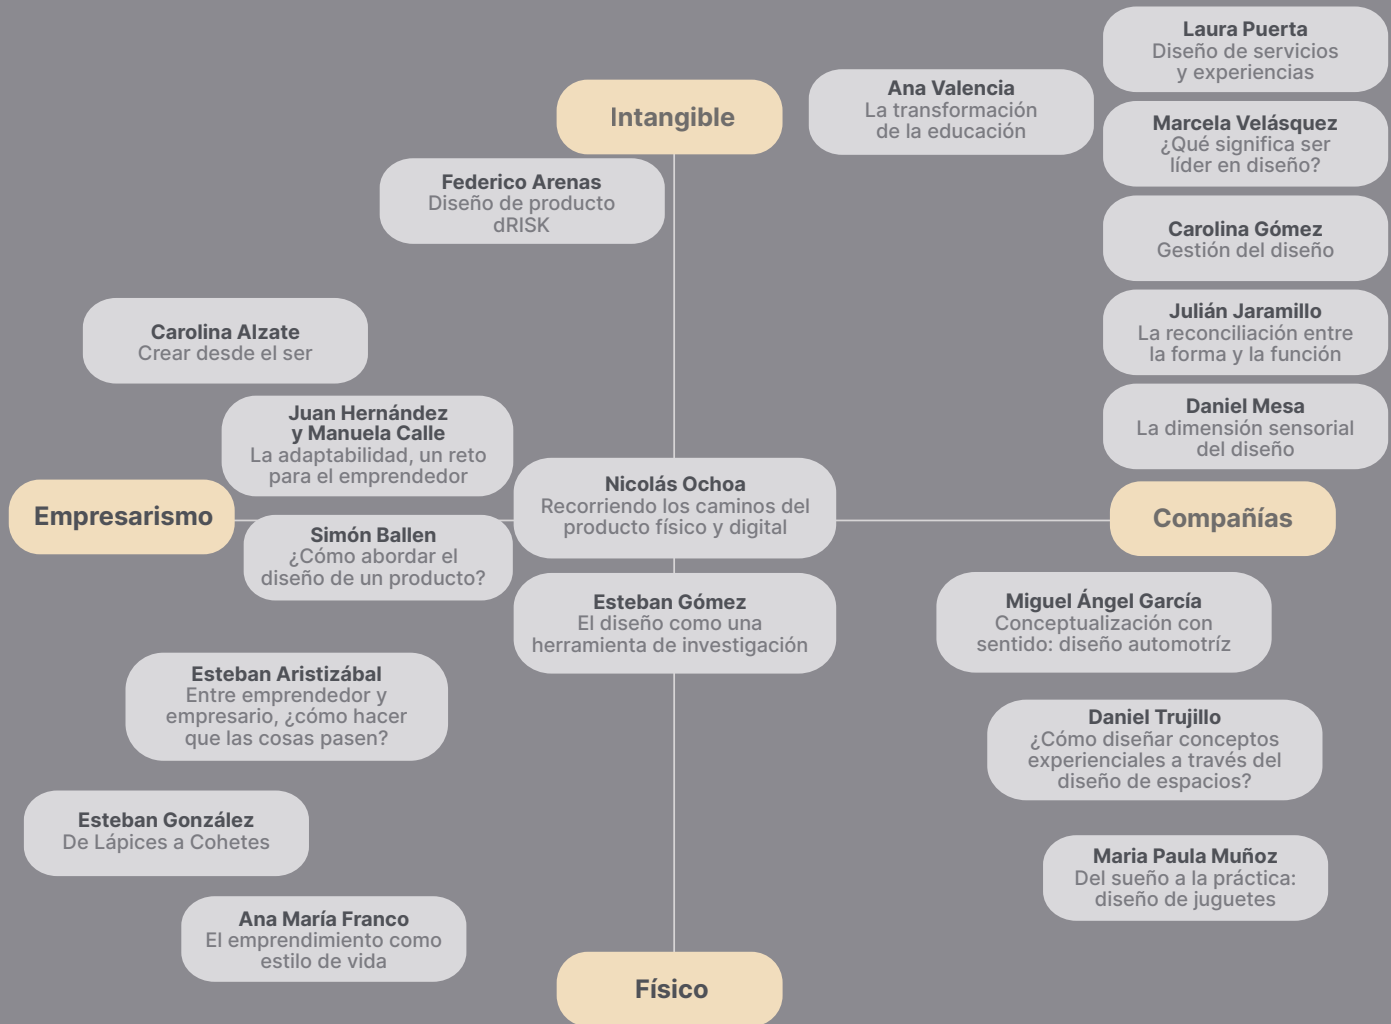 Laura Puerta
Diseño de servicios
y experiencias
Ana Valencia
La transformación
de la educación
Intangible
Marcela Velásquez
¿Qué significa ser
líder en diseño?
Federico Arenas
Diseño de producto
dRISK
Carolina Gómez
Gestión del diseño
Carolina Alzate
Crear desde el ser
Julián Jaramillo
La reconciliación entre
la forma y la función
Juan Hernández
y Manuela Calle
La adaptabilidad, un reto
para el emprendedor
Daniel Mesa
La dimensión sensorial
del diseño
Nicolás Ochoa
Recorriendo los caminos del
producto físico y digital
Empresarismo
Compañías
Simón Ballen
¿Cómo abordar el
diseño de un producto?
Esteban Gómez
El diseño como una
herramienta de investigación
Miguel Ángel García
Conceptualización con
sentido: diseño automotríz
Esteban Aristizábal
Entre emprendedor y
empresario, ¿cómo hacer
que las cosas pasen?
Daniel Trujillo
¿Cómo diseñar conceptos
experienciales a través del
diseño de espacios?
Esteban González
De Lápices a Cohetes
Maria Paula Muñoz
Del sueño a la práctica:
diseño de juguetes
Ana María Franco
El emprendimiento como
estilo de vida
Físico